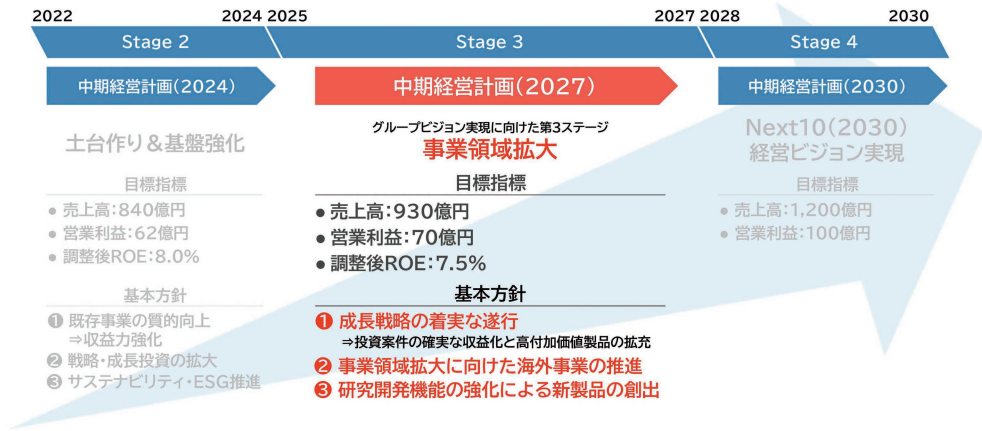 2022
2024 2025
2027 2028
2030
Stage 2
Stage 3
Stage 4
中期経営計画(2024)
土台作り&基盤強化
目標指標
● 売上高:840億円
● 営業利益:62億円
● 調整後ROE:8.0%
基本方針
❶ 既存事業の質的向上
⇒収益力強化
❷ 戦略・成長投資の拡大
❸ サステナビリティ・ESG推進
中期経営計画(2027)
グループビジョン実現に向けた第3ステージ
事業領域拡大
目標指標
● 売上高:930億円
● 営業利益:70億円
● 調整後ROE:7.5%
基本方針
❶ 成長戦略の着実な遂行
⇒投資案件の確実な収益化と高付加価値製品の拡充
❷ 事業領域拡大に向けた海外事業の推進
❸ 研究開発機能の強化による新製品の創出
中期経営計画(2030)
Next10(2030)
経営ビジョン実現
目標指標
● 売上高:1,200億円
● 営業利益:100億円